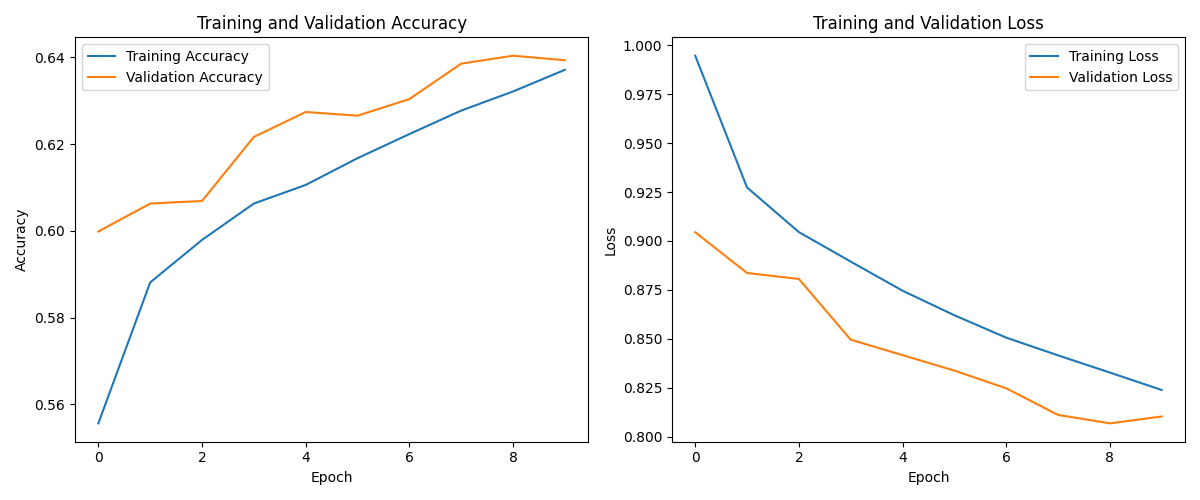 Training and Validation Accuracy
Training Accuracy
Validation Accuracy
0.64
0.62
0.60
0.58
0.56
Accuracy
0 2 4 6 8
Epoch
Training and Validation Loss
Training Loss
Validation Loss
1.000
0.975
0.950
0.925
0.900
0.875
0.850
0.825
0.800
Loss
0 2 4 6 8
Epoch